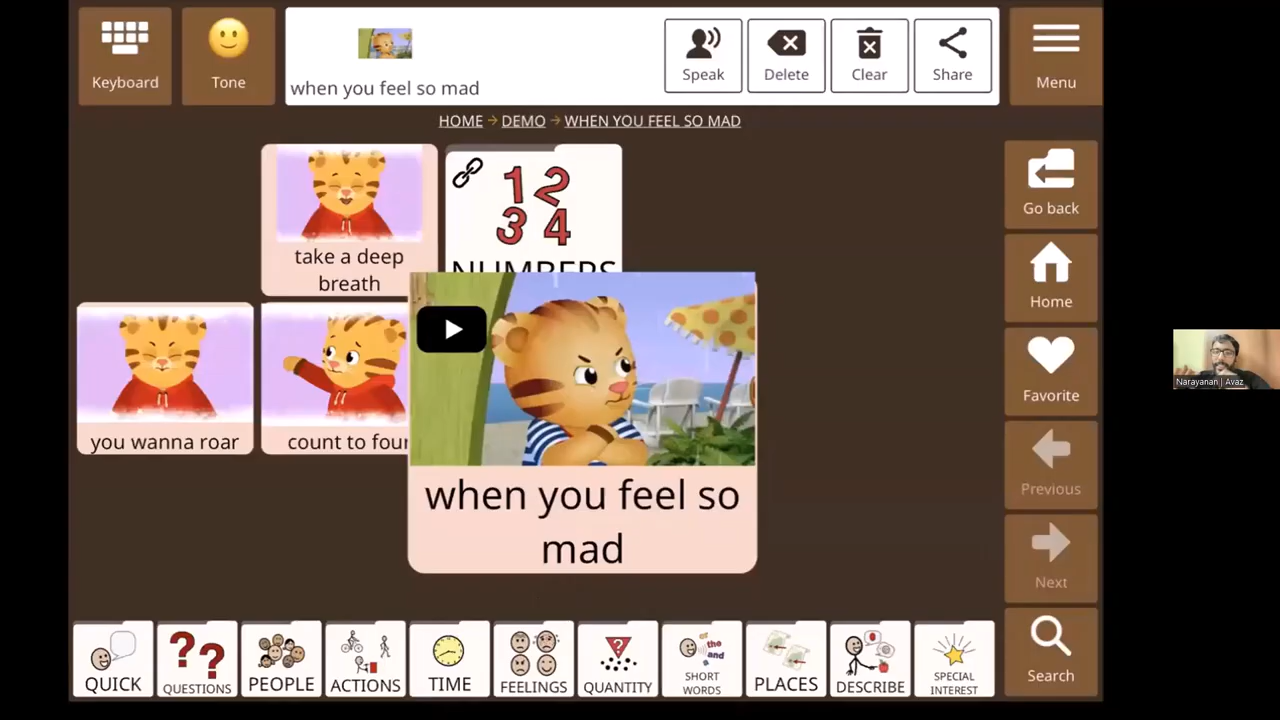 Keyboard
Tone
when you feel so mad
Speak
Delete
Clear
Share
Menu
HOME → DEMO → WHEN YOU FEEL SO MAD
take a deep
breath
1 2
3 4
NUMBERS
Go back
Home
you wanna roar
count to four
when you feel so
mad
Favorite
Previous
Next
Search
QUICK
? ?
QUESTIONS
PEOPLE
ACTIONS
TIME
FEELINGS
?
QUANTITY
or the
and
a
SHORT
WORDS
PLACES
DESCRIBE
SPECIAL
INTEREST
Narayanan | Avaz